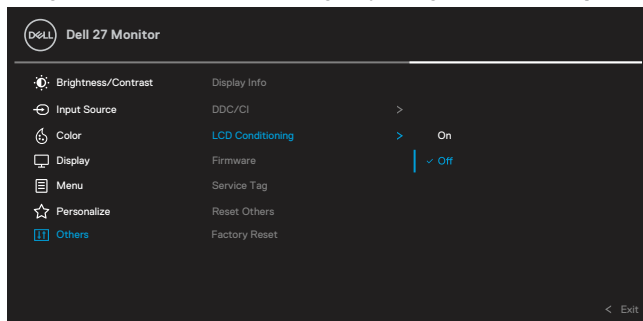 DELL Dell 27 Monitor
Brightness/Contrast Display Info
Input Source DDC/CI >
Color LCD Conditioning > On
Display Firmware ✓ Off
Menu Service Tag
Personalize Reset Others
Others Factory Reset
< Exit